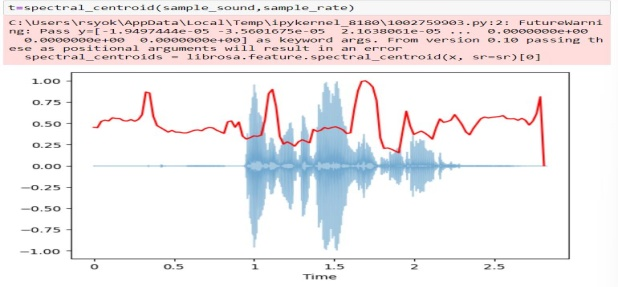 t=spectral_centroid(sample_sound,sample_rate)
C:\Users\rsyok\AppData\Local\Temp\ipykernel_8180\1002759903.py:2: FutureWarni
ng: Pass y=[-1.9497444e-05 -3.5601675e-05 2.1638061e-05 ... 0.0000000e+00
0.0000000e+00 0.0000000e+00] as keyword args. From version 0.10 passing th
ese as positional arguments will result in an error
spectral_centroids = librosa.feature.spectral_centroid(x, sr=sr)[0]
1.00
0.75
0.50
0.25
0.00
−0.25
−0.50
−0.75
−1.00
0 0.5 1 1.5 2 2.5
Time